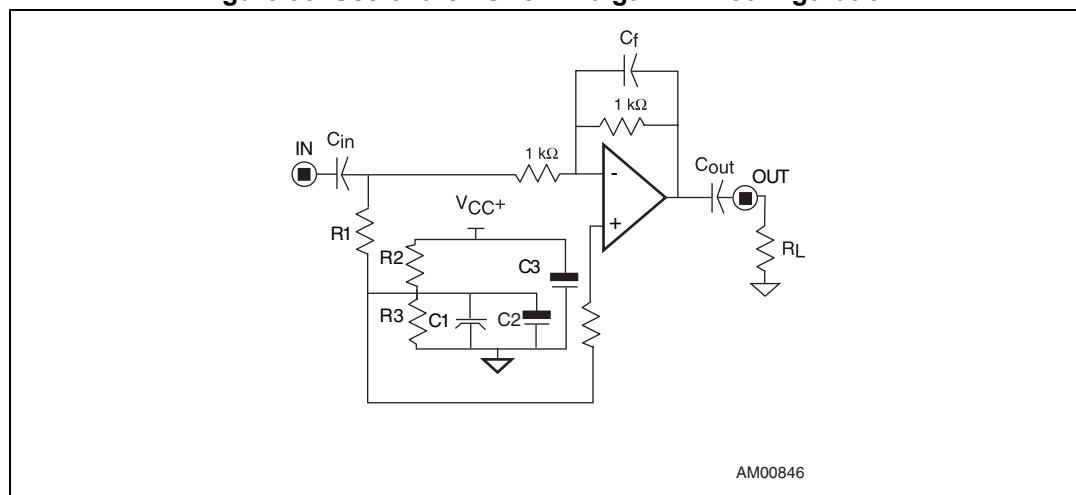 Cf
1 kΩ
IN
Cin
1 kΩ
-
Cout
OUT
VCC+
+
R1
R2
C3
RL
R3
C1
C2
AM00846